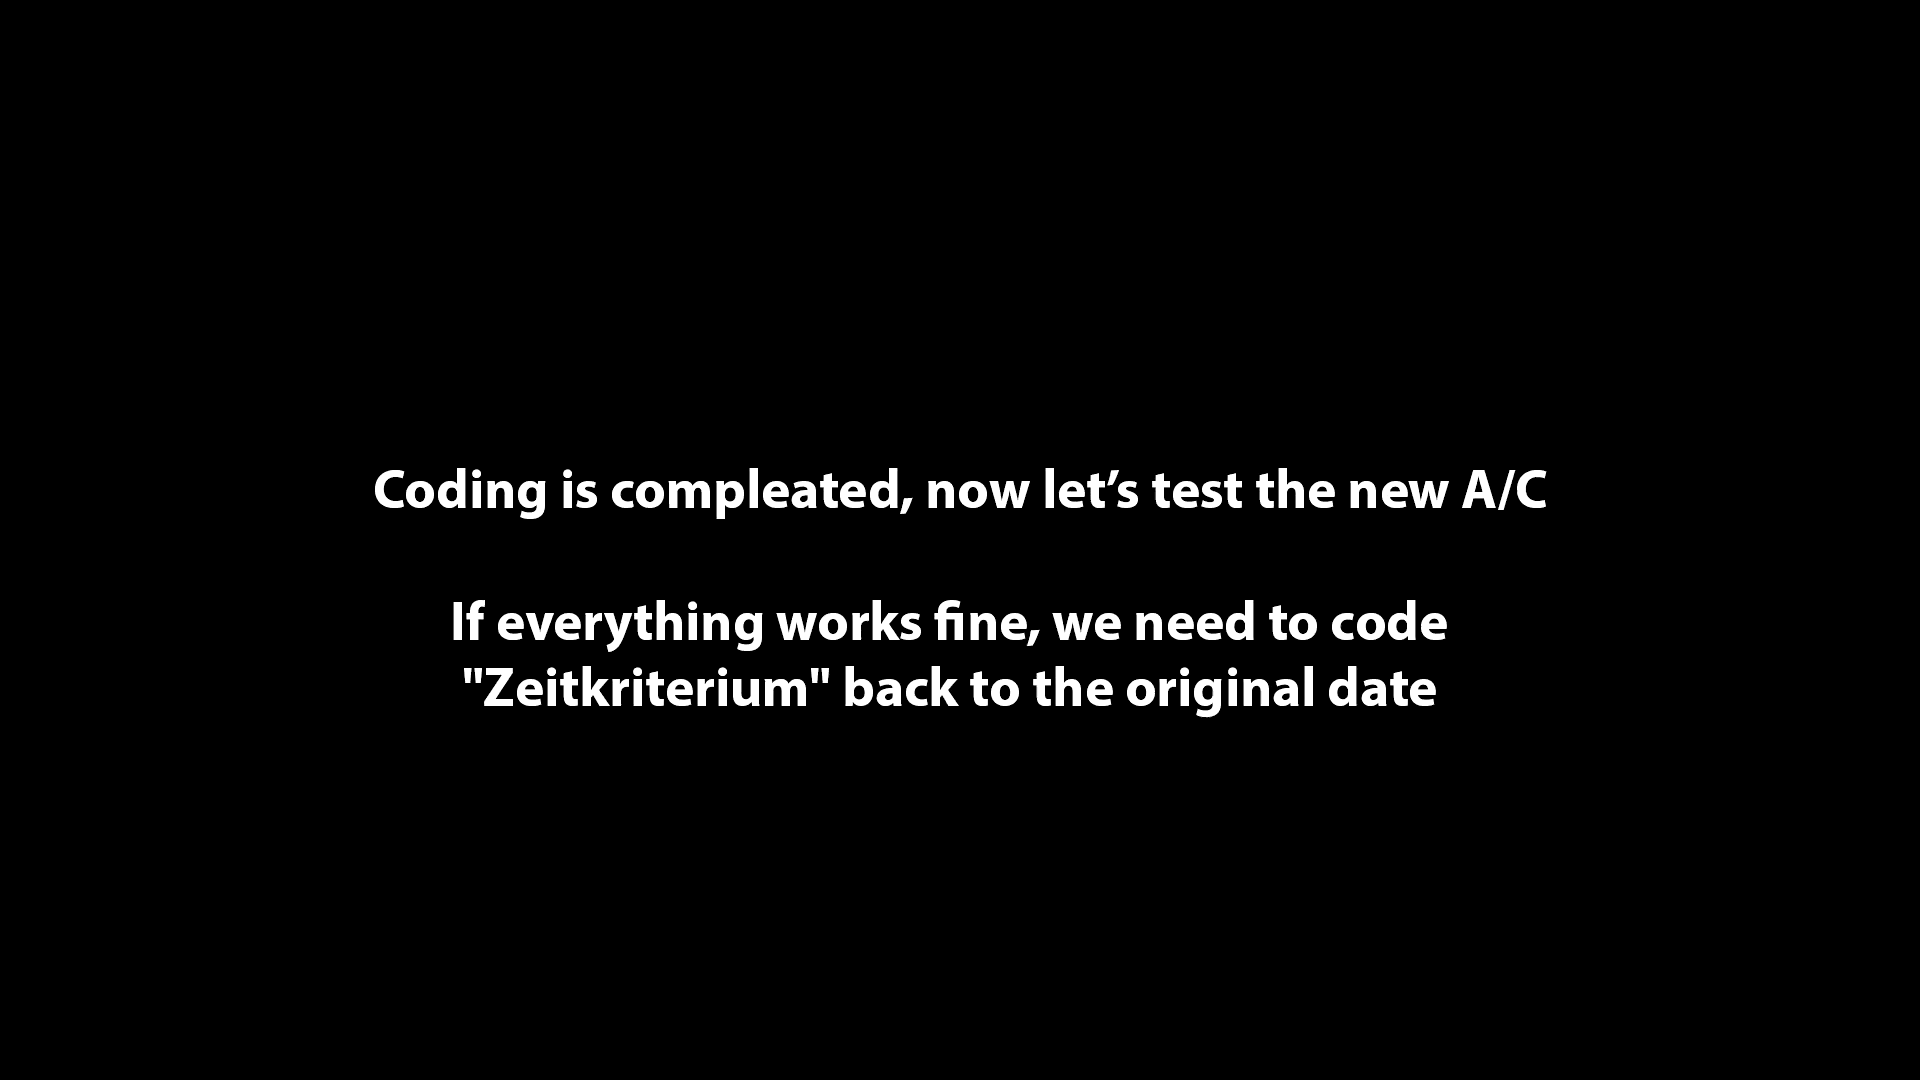 Coding is compleated, now let’s test the new A/C
If everything works fine, we need to code
"Zeitkriterium" back to the original date